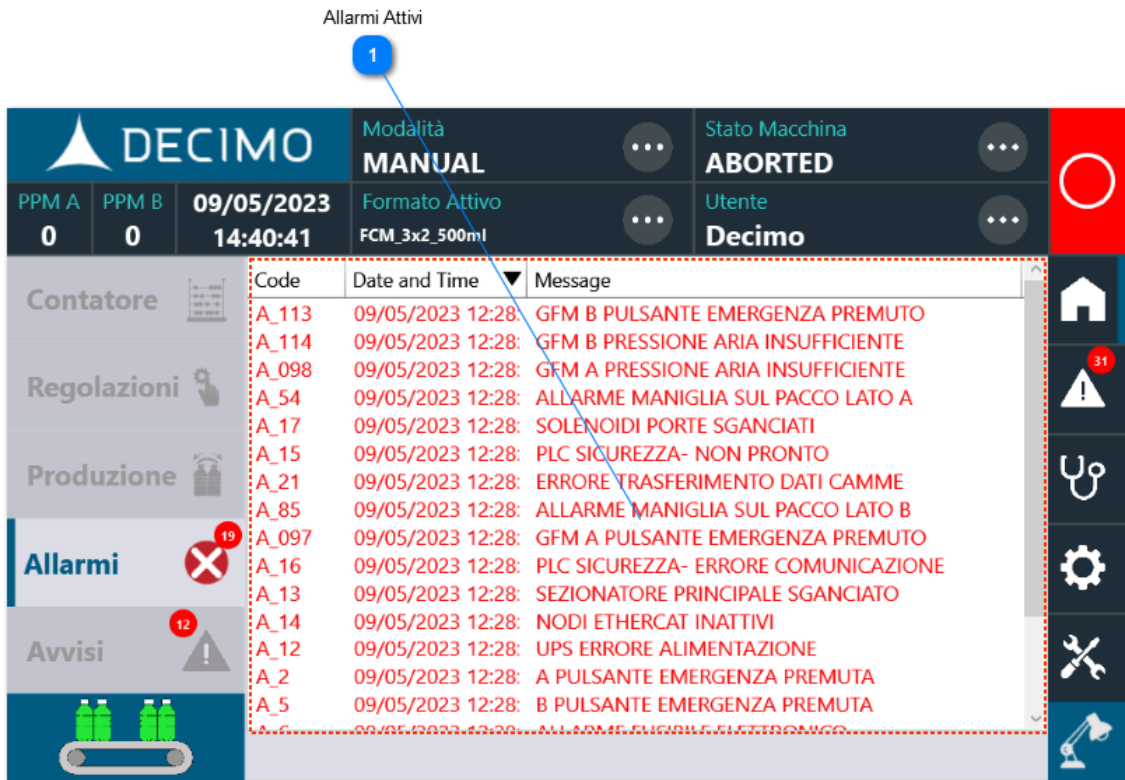 Allarmi Attivi
1
DECIMO
Modalità
MANUAL
Stato Macchina
ABORTED
PPM A
0
PPM B
0
09/05/2023
14:40:41
Formato Attivo
FCM_3x2_500ml
Utente
Decimo
Contatore
Regolazioni
Produzione
Allarmi
19
Avvisi
12
Code Date and Time Message
A_113 09/05/2023 12:28: GFM B PULSANTE EMERGENZA PREMUTO
A_114 09/05/2023 12:28: GFM B PRESSIONE ARIA INSUFFICIENTE
A_098 09/05/2023 12:28: GFM A PRESSIONE ARIA INSUFFICIENTE
A_54 09/05/2023 12:28: ALLARME MANIGLIA SUL PACCO LATO A
A_17 09/05/2023 12:28: SOLENOIDI PORTE SGANCIATI
A_15 09/05/2023 12:28: PLC SICUREZZA- NON PRONTO
A_21 09/05/2023 12:28: ERRORE TRASFERIMENTO DATI CAMME
A_85 09/05/2023 12:28: ALLARME MANIGLIA SUL PACCO LATO B
A_097 09/05/2023 12:28: GFM A PULSANTE EMERGENZA PREMUTO
A_16 09/05/2023 12:28: PLC SICUREZZA- ERRORE COMUNICAZIONE
A_13 09/05/2023 12:28: SEZIONATORE PRINCIPALE SGANCIATO
A_14 09/05/2023 12:28: NODI ETHERCAT INATTIVI
A_12 09/05/2023 12:28: UPS ERRORE ALIMENTAZIONE
A_2 09/05/2023 12:28: A PULSANTE EMERGENZA PREMUTA
A_5 09/05/2023 12:28: B PULSANTE EMERGENZA PREMUTA
31